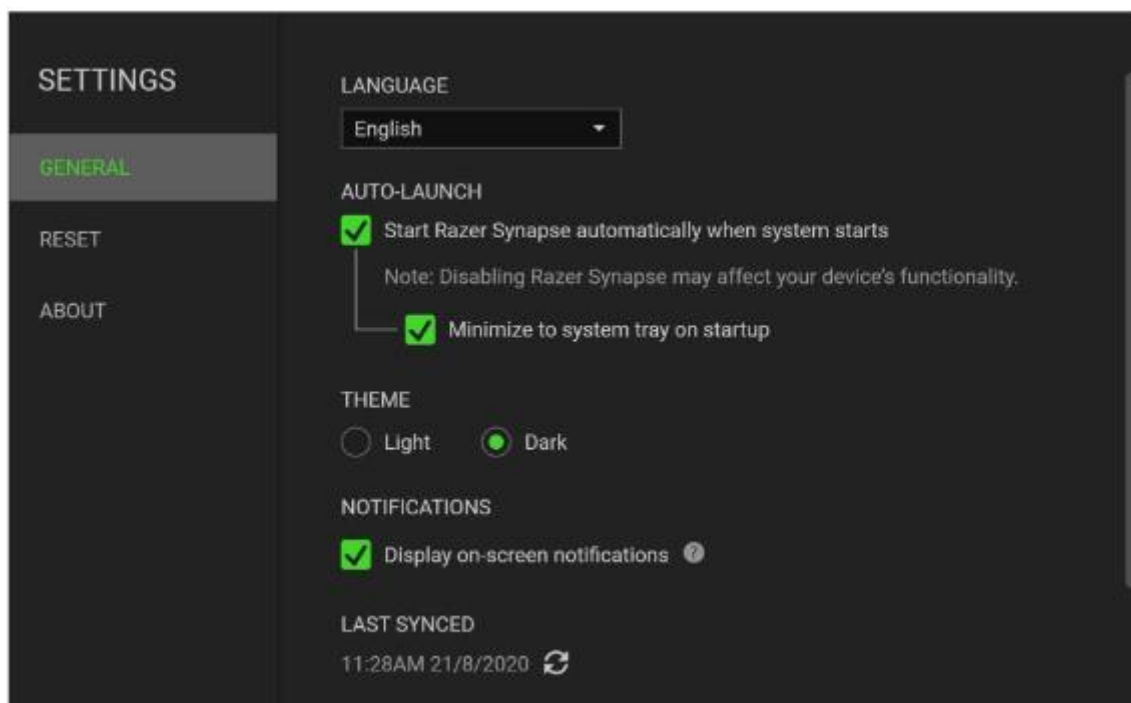 SETTINGS
GENERAL
RESET
ABOUT
LANGUAGE
English
AUTO-LAUNCH
Start Razer Synapse automatically when system starts
Note: Disabling Razer Synapse may affect your device's functionality.
Minimize to system tray on startup
THEME
Light Dark
NOTIFICATIONS
Display on-screen notifications ?
LAST SYNCED
11:28AM 21/8/2020